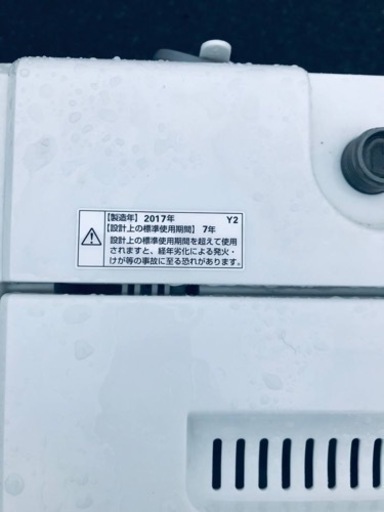 【製造年】2017年 Y2
【設計上の標準使用期間】7年
設計上の標準使用期間を超えて使用
されますと、経年劣化による発火・
けが等の事故に至る恐れがあります。